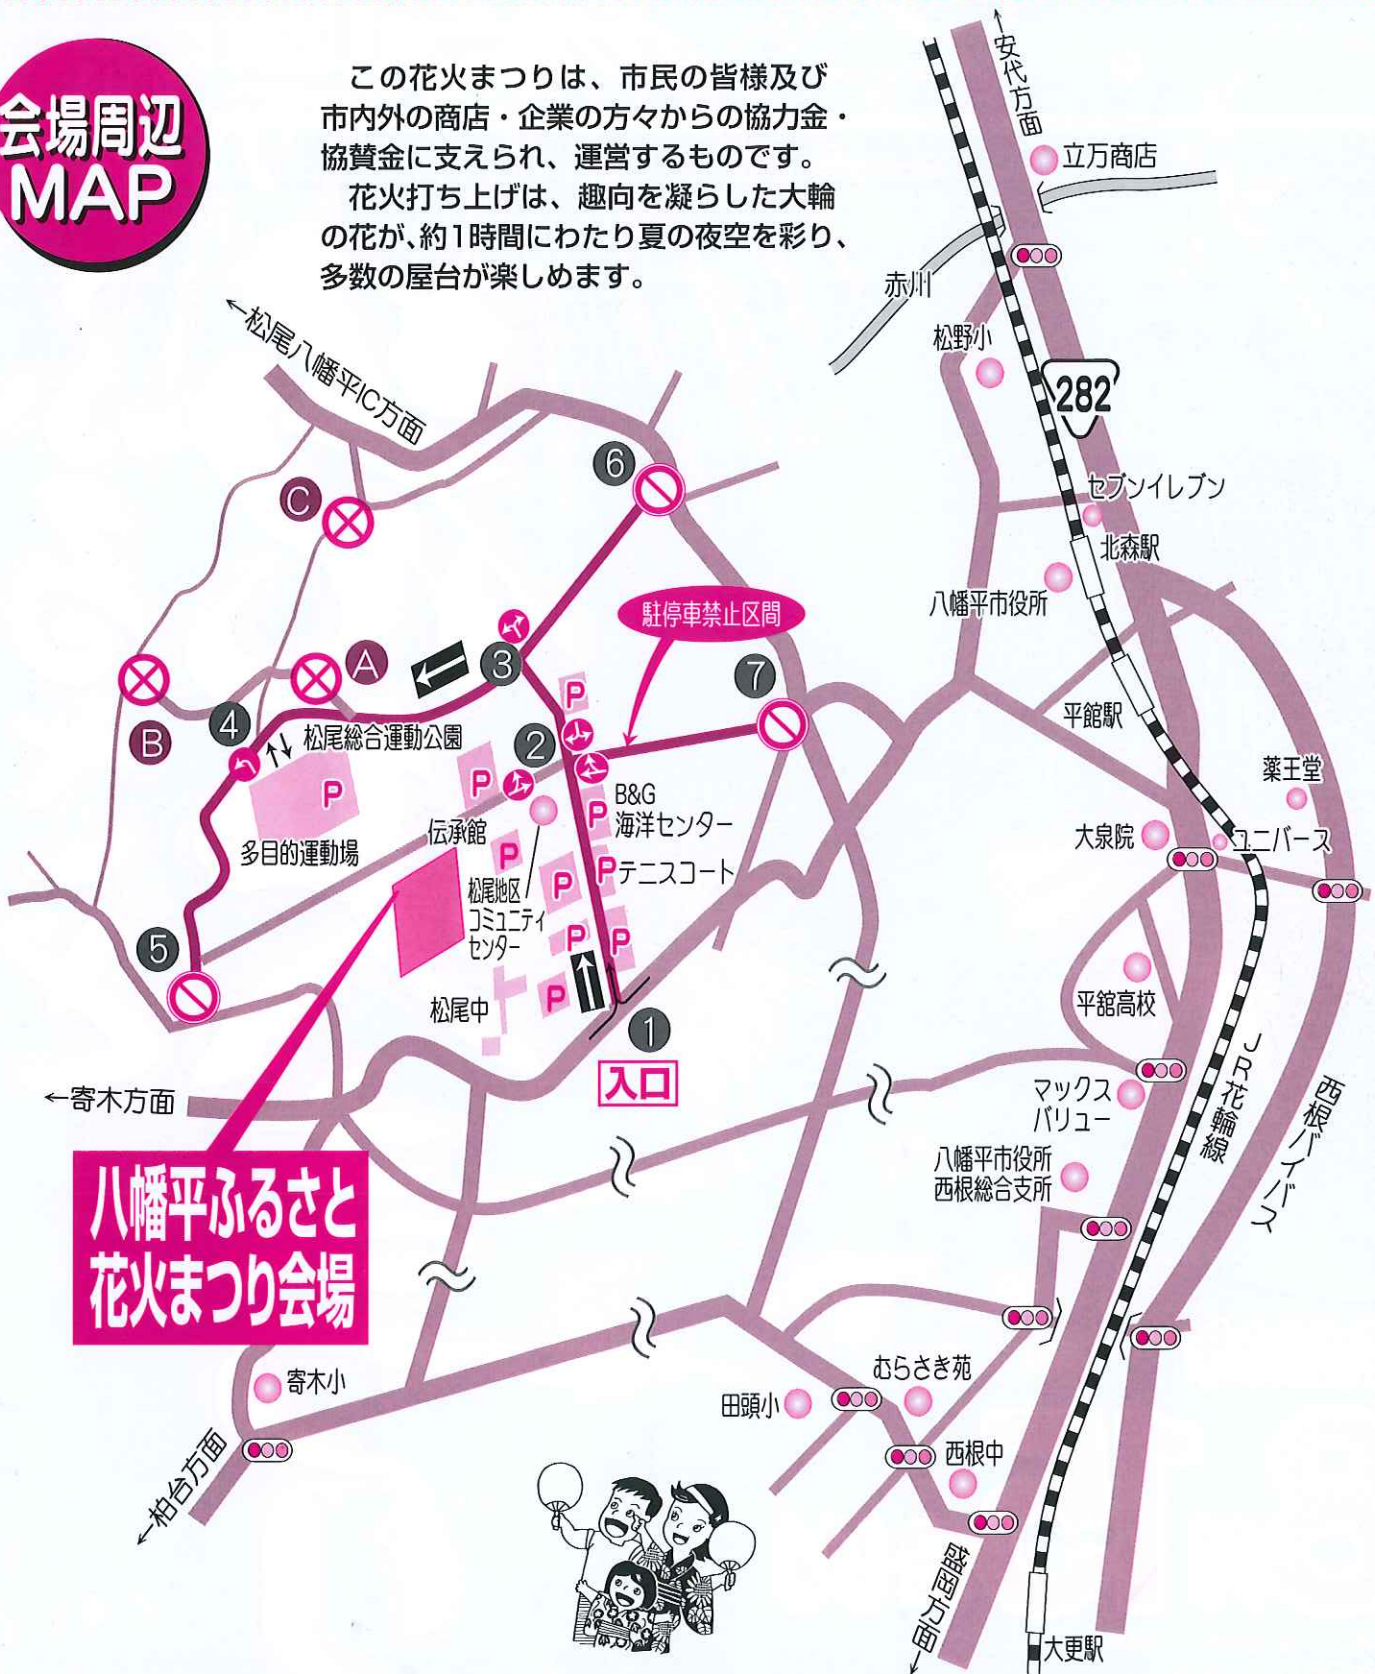 会場周辺
MAP
この花火まつりは、市民の皆様及び
市内外の商店・企業の方々からの協力金・
協賛金に支えられ、運営するものです。
花火打ち上げは、趣向を凝らした大輪
の花が、約1時間にわたり夏の夜空を彩り、
多数の屋台が楽しめます。
←安代方面
立万商店
赤川
松野小
282
←松尾八幡平IC方面
6
C
セブンイレブン
北森駅
八幡平市役所
駐停車禁止区間
3
A
7
B
4
松尾総合運動公園
2
P
平館駅
薬王堂
P
P
P
B&G
海洋センター
大泉院
ユニバース
多目的運動場
伝承館
P
P
P
テニスコート
松尾地区
コミュニティ
センター
5
P
P
P
松尾中
1
入口
平舘高校
JR花輪線
西根バイパス
←寄木方面
マックス
バリュー
八幡平市役所
西根総合支所
八幡平ふるさと
花火まつり会場
寄木小
むらさき苑
田頭小
西根中
←柏台方面
盛岡方面→
大更駅